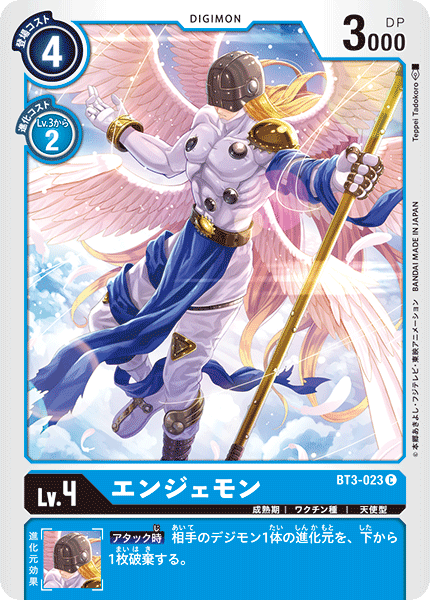 DIGIMON
登場コスト
4
DP
3000
進化コスト
Lv.3から
2
Teppei Tadokoro
©本郷あきよし・フジテレビ・東映アニメーション BANDAI MADE IN JAPAN
BT3-023 C
Lv.4
エンジェモン
成熟期 | ワクチン種 | 天使型
進化元効果
アタック時 相手のデジモン1体の進化元を、下から
1枚破棄する。